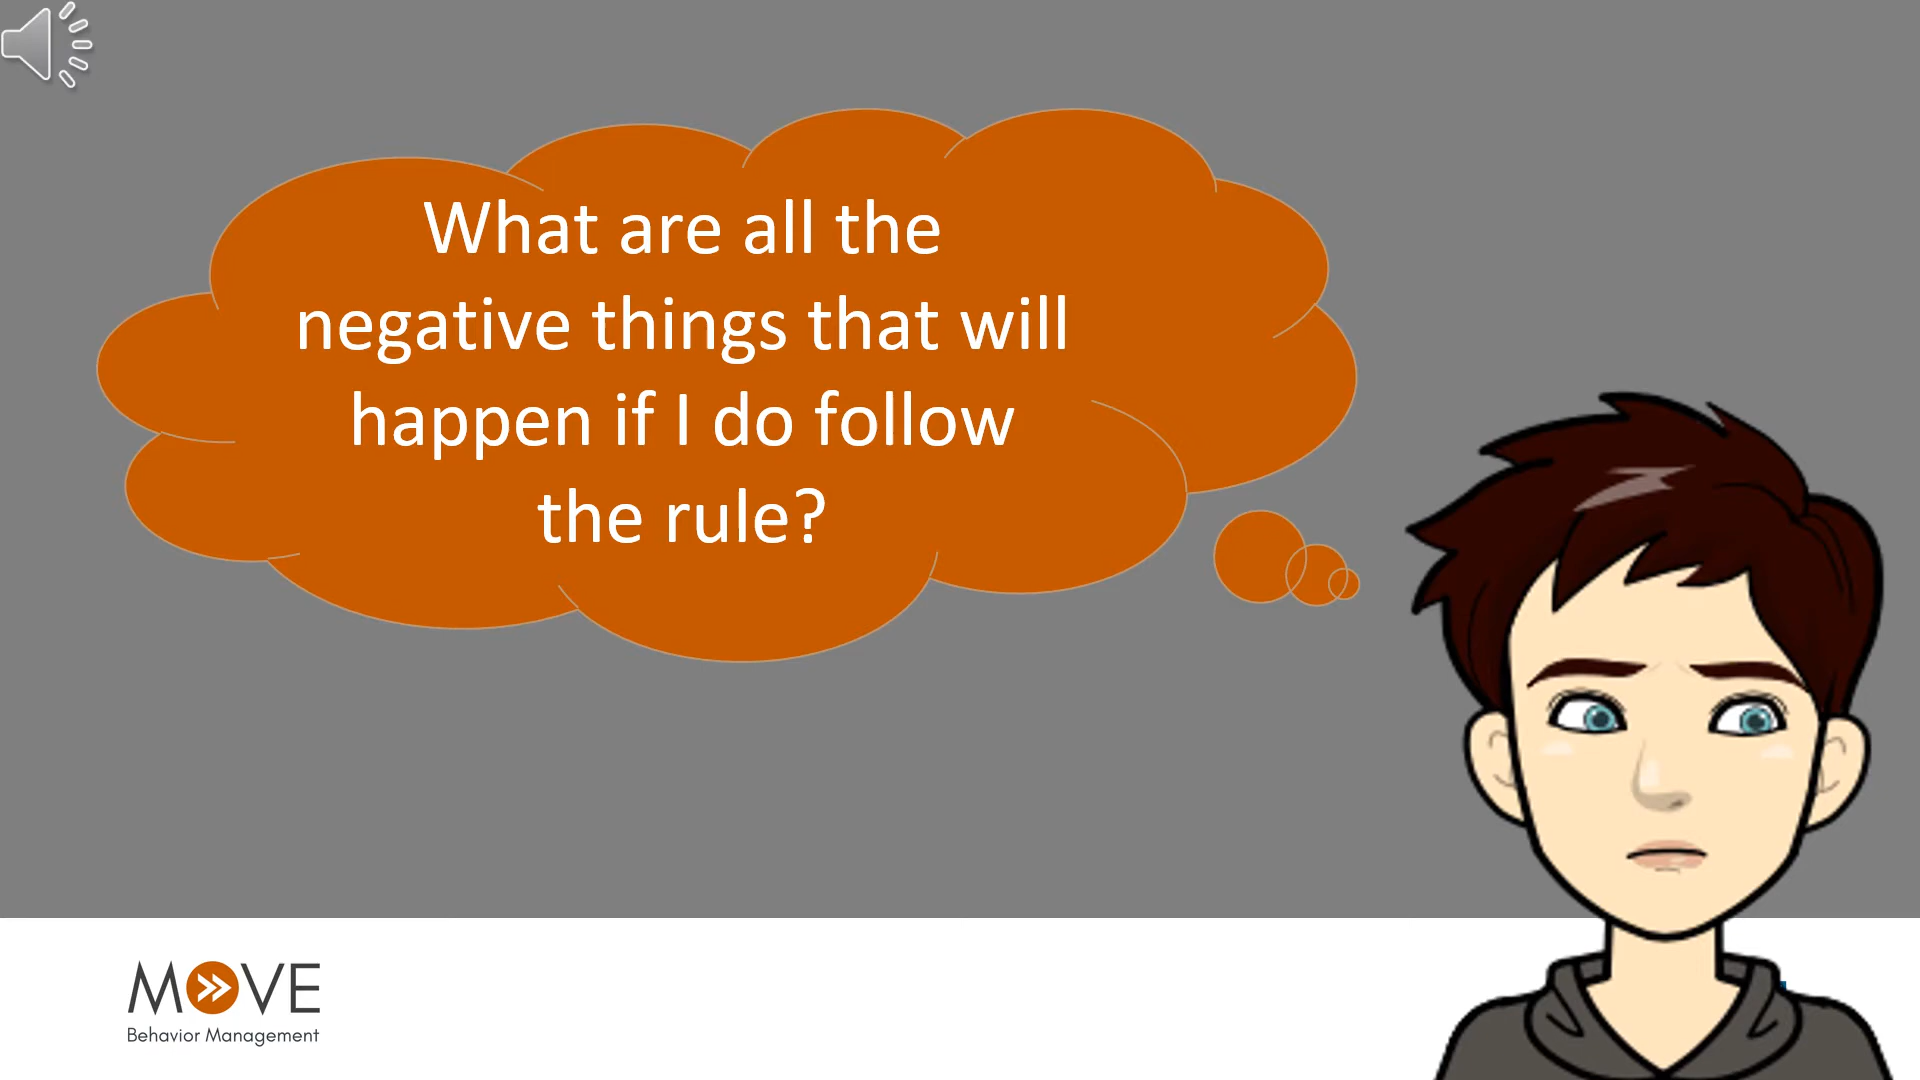 What are all the
negative things that will
happen if I do follow
the rule?
MOVE
Behavior Management